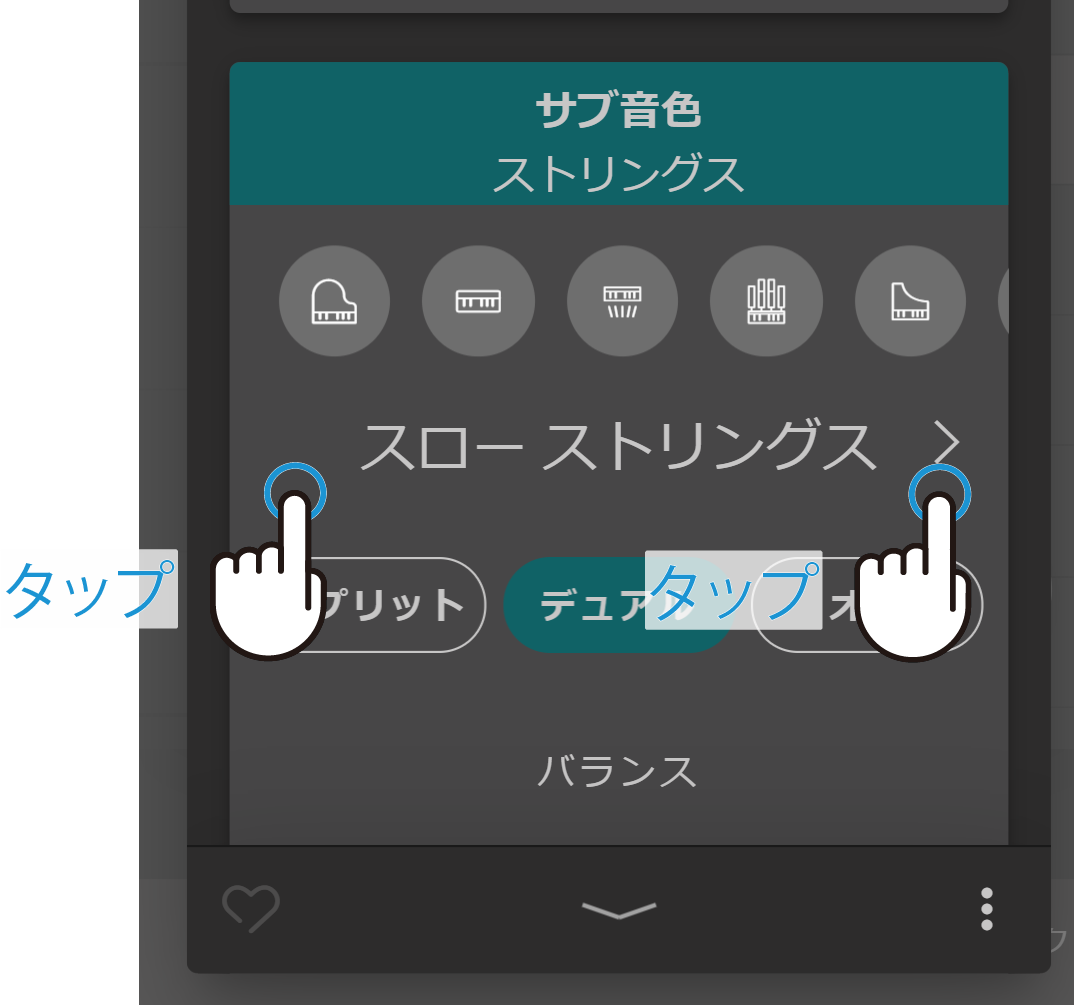 サブ音色
ストリングス
スロー ストリングス
タップ
プリット
デュアル
タップ
オ
バランス